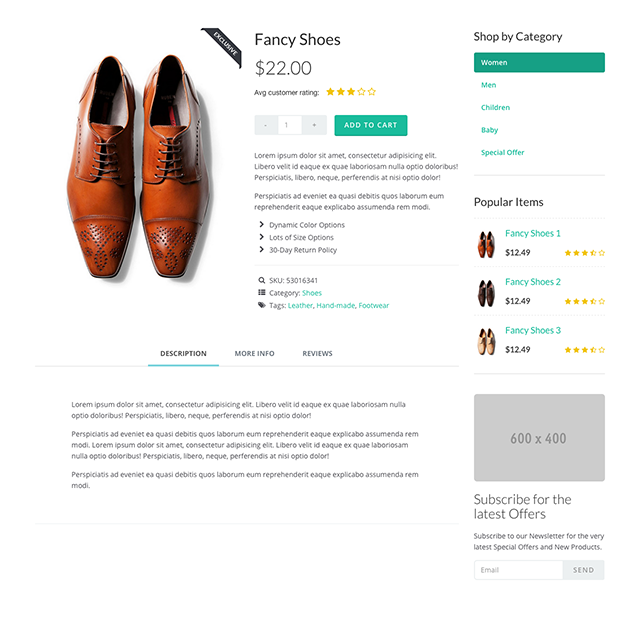 EXCLUSIVE
Fancy Shoes
$22.00
Avg customer rating:
- 1 +
ADD TO CART
Lorem ipsum dolor sit amet, consectetur adipisicing elit.
Libero velit id eaque ex quae laboriosam nulla optio doloribus!
Perspiciatis, libero, neque, perferendis at nisi optio dolor!
Perspiciatis ad eveniet ea quasi debitis quos laborum eum
reprehenderit eaque explicabo assumenda rem modi.
Dynamic Color Options
Lots of Size Options
30-Day Return Policy
SKU: 53016341
Category: Shoes
Tags: Leather, Hand-made, Footwear
DESCRIPTION
MORE INFO
REVIEWS
Lorem ipsum dolor sit amet, consectetur adipisicing elit. Libero velit id eaque ex quae laboriosam nulla
optio doloribus! Perspiciatis, libero, neque, perferendis at nisi optio dolor!
Perspiciatis ad eveniet ea quasi debitis quos laborum eum reprehenderit eaque explicabo assumenda rem
modi. Lorem ipsum dolor sit amet, consectetur adipisicing elit. Libero velit id eaque ex quae laboriosam
nulla optio doloribus! Perspiciatis, libero, neque, perferendis at nisi optio dolor!
Perspiciatis ad eveniet ea quasi debitis quos laborum eum reprehenderit eaque explicabo assumenda rem
modi.
Shop by Category
Women
Men
Children
Baby
Special Offer
Popular Items
Fancy Shoes 1
$12.49
Fancy Shoes 2
$12.49
Fancy Shoes 3
$12.49
600 x 400
Subscribe for the
latest Offers
Subscribe to our Newsletter for the very
latest Special Offers and New Products.
Email
SEND